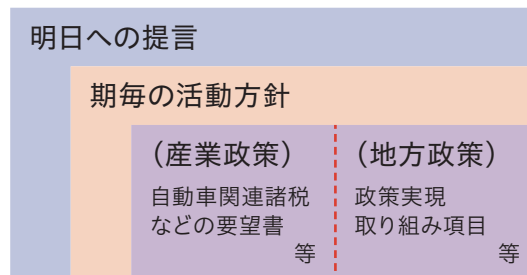 明日への提言
期毎の活動方針
(産業政策)
自動車関連諸税
などの要望書
等
(地方政策)
政策実現
取り組み項目
等